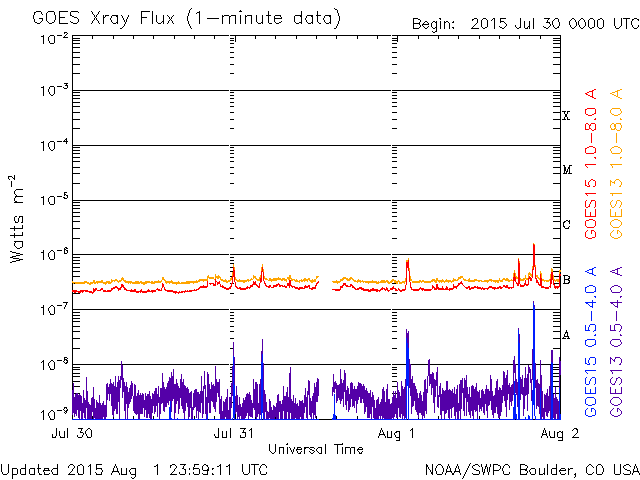 GOES Xray Flux (1-minute data)
Begin: 2015 Jul 30 0000 UTC
10-2
10-3
10-4
10-5
10-6
10-7
10-8
10-9
Watts m-2
X
M
C
B
A
GOES15 1.0-8.0 A
GOES13 1.0-8.0 A
GOES15 0.5-4.0 A
GOES13 0.5-4.0 A
Jul 30
Jul 31
Aug 1
Aug 2
Universal Time
Updated 2015 Aug 1 23:59:11 UTC
NOAA/SWPC Boulder, CO USA